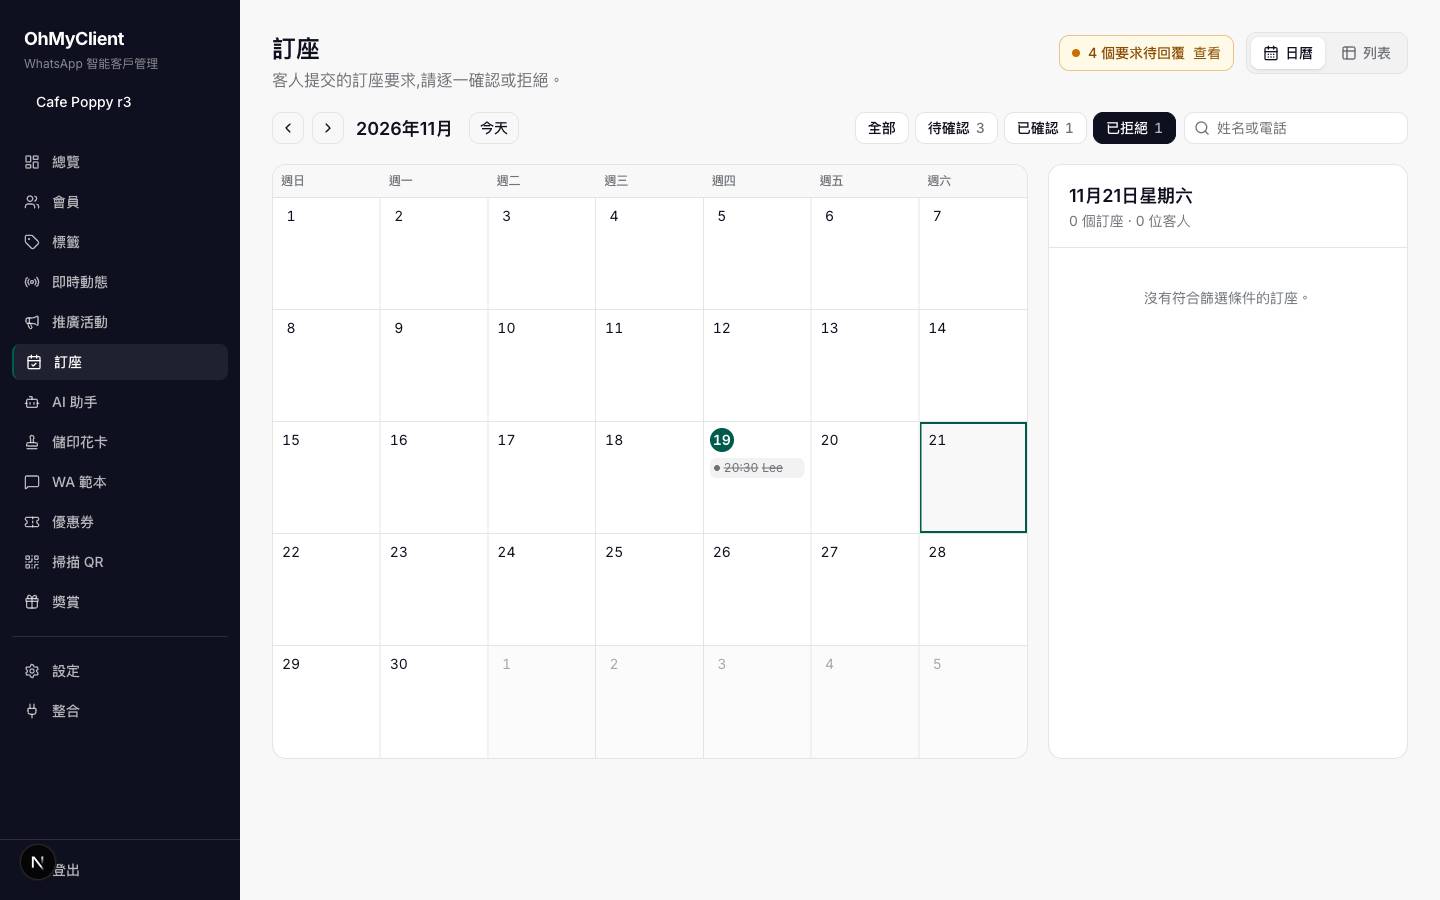 OhMyClient
WhatsApp 智能客戶管理
Cafe Poppy r3
總覽
會員
標籤
即時動態
推廣活動
訂座
AI 助手
儲印花卡
WA 範本
優惠券
掃描 QR
獎賞
設定
整合
N
登出
訂座
客人提交的訂座要求,請逐一確認或拒絕。
4 個要求待回覆 查看
日曆
列表
2026年11月
今天
全部
待確認 3
已確認 1
已拒絕 1
姓名或電話
週日 週一 週二 週三 週四 週五 週六
1 2 3 4 5 6 7
8 9 10 11 12 13 14
15 16 17 18 19 20 21
20:30 Lee
22 23 24 25 26 27 28
29 30 1 2 3 4 5
11月21日星期六
0 個訂座 · 0 位客人
沒有符合篩選條件的訂座。